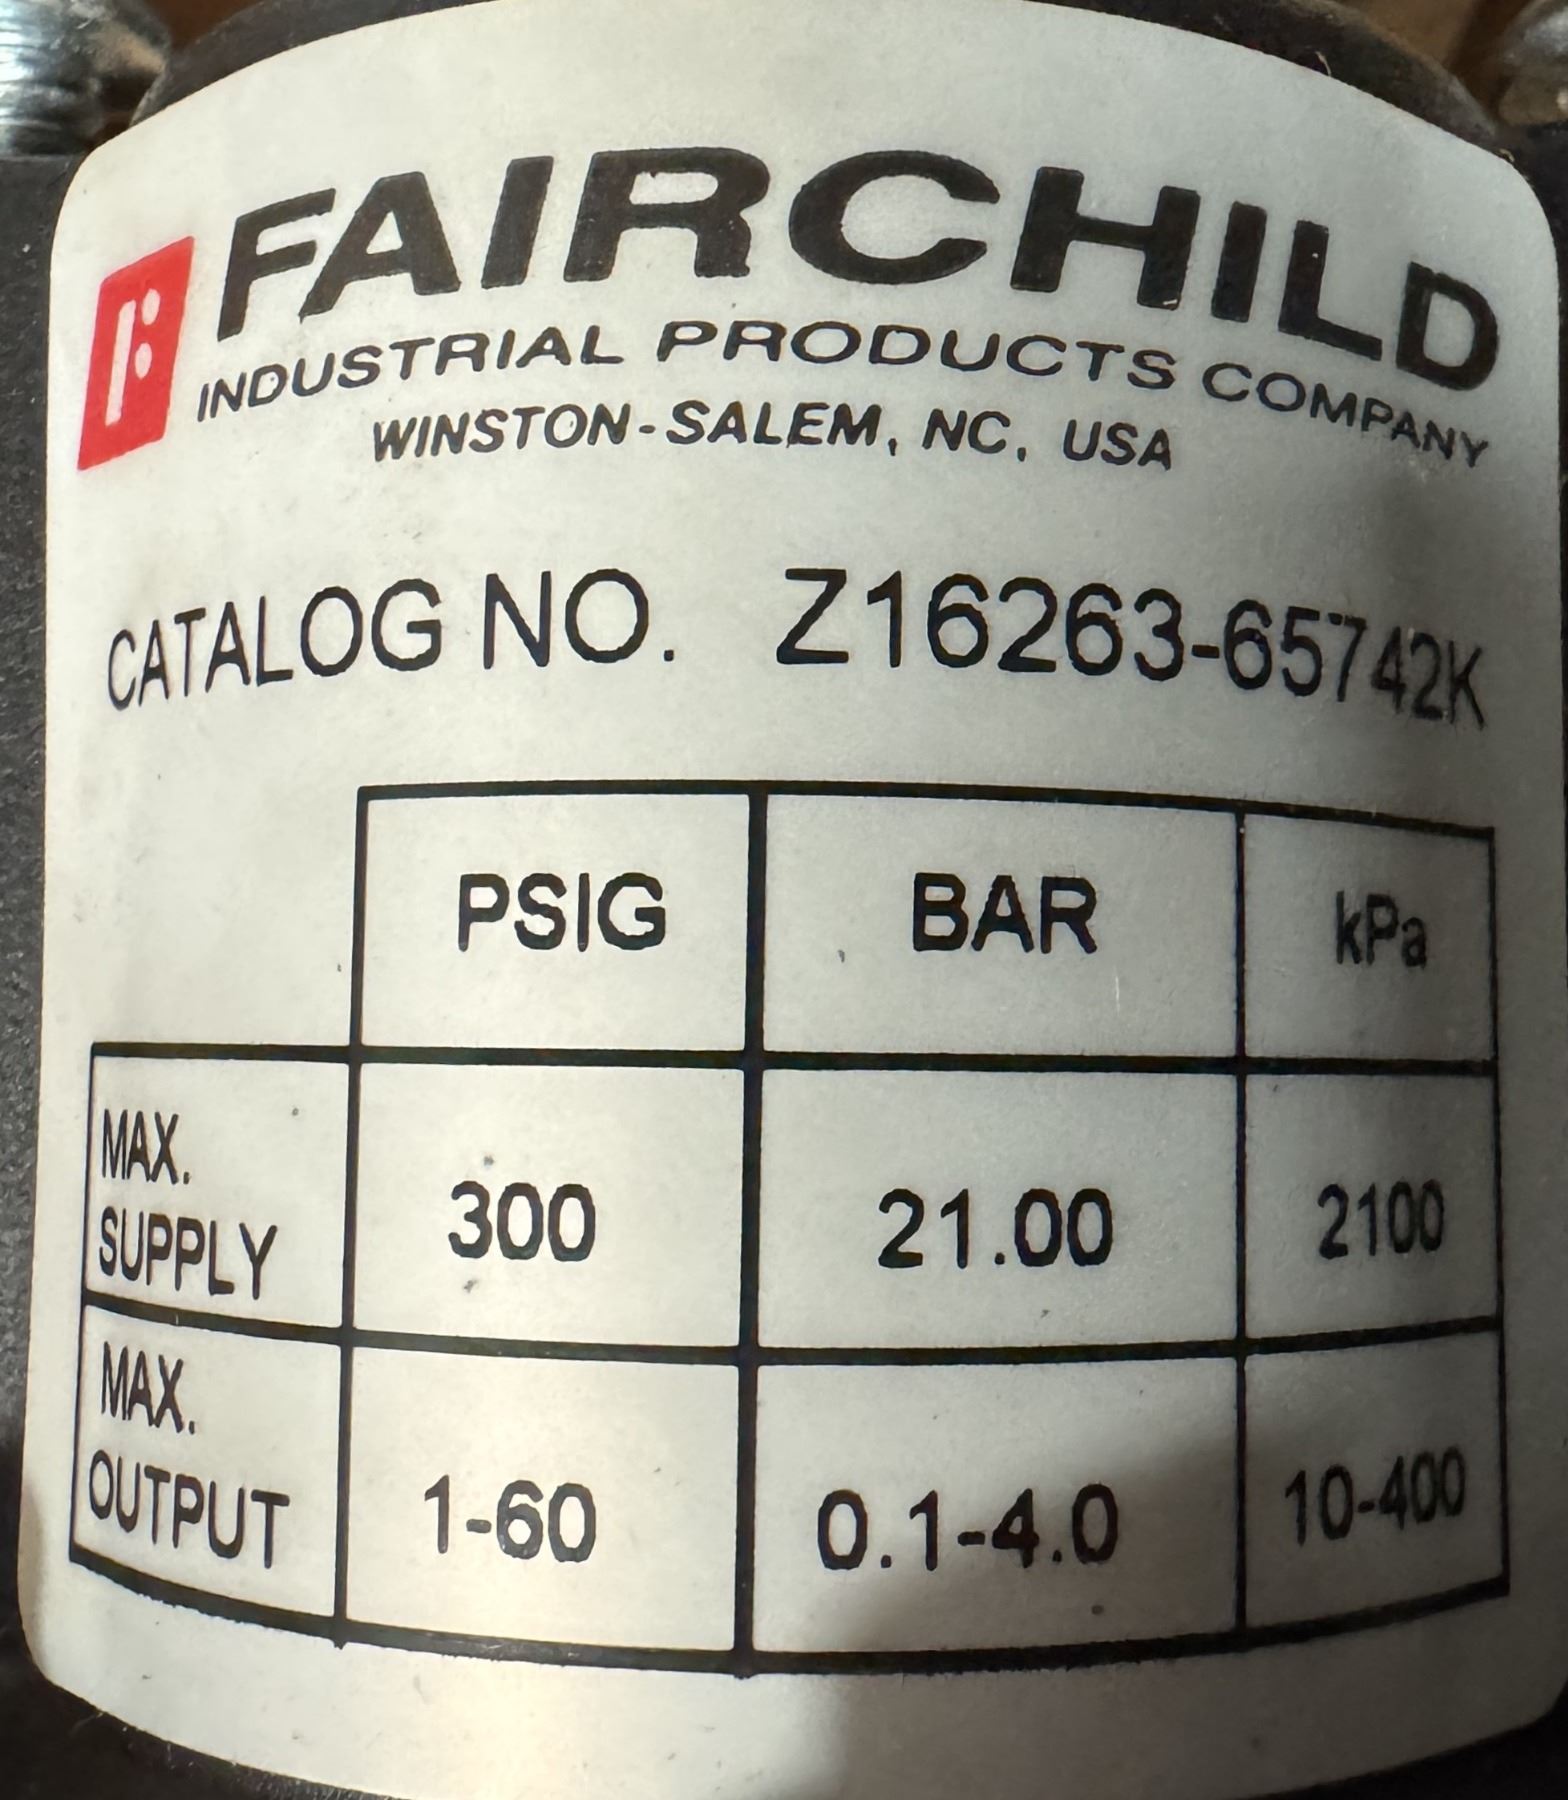 FAIRCHILD
INDUSTRIAL PRODUCTS COMPANY
WINSTON-SALEM, NC, USA
CATALOG NO. Z16263-65742K
PSIG BAR kPa
MAX.
SUPPLY 300 21.00 2100
MAX.
OUTPUT 1-60 0.1-4.0 10-400